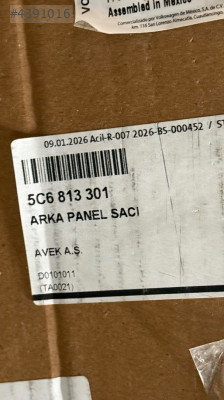 #4391016
Assembled in Mexico
Comercializado por Volkswagen de México, S.A. de C.V.
09.01.2026 Acil-R-007 2026-BS-000452 / ST
5C6 813 301
ARKA PANEL SACI
AVEK A.Ş.
D0101011
(TA0021)